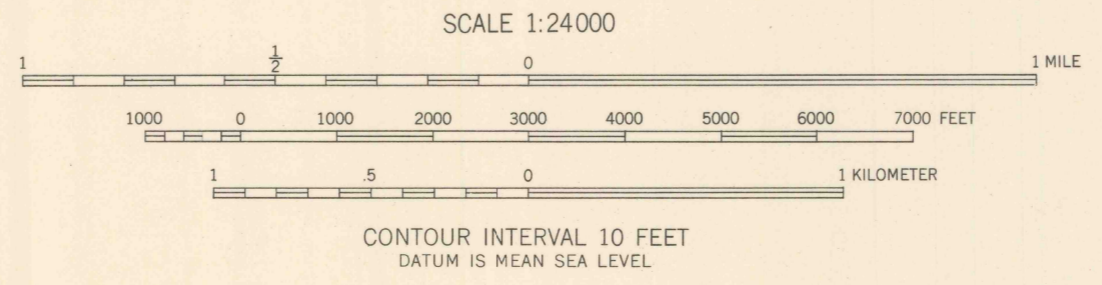 SCALE 1:24000
1 1/2 0 1 MILE
1000 0 1000 2000 3000 4000 5000 6000 7000 FEET
1 .5 0 1 KILOMETER
CONTOUR INTERVAL 10 FEET
DATUM IS MEAN SEA LEVEL